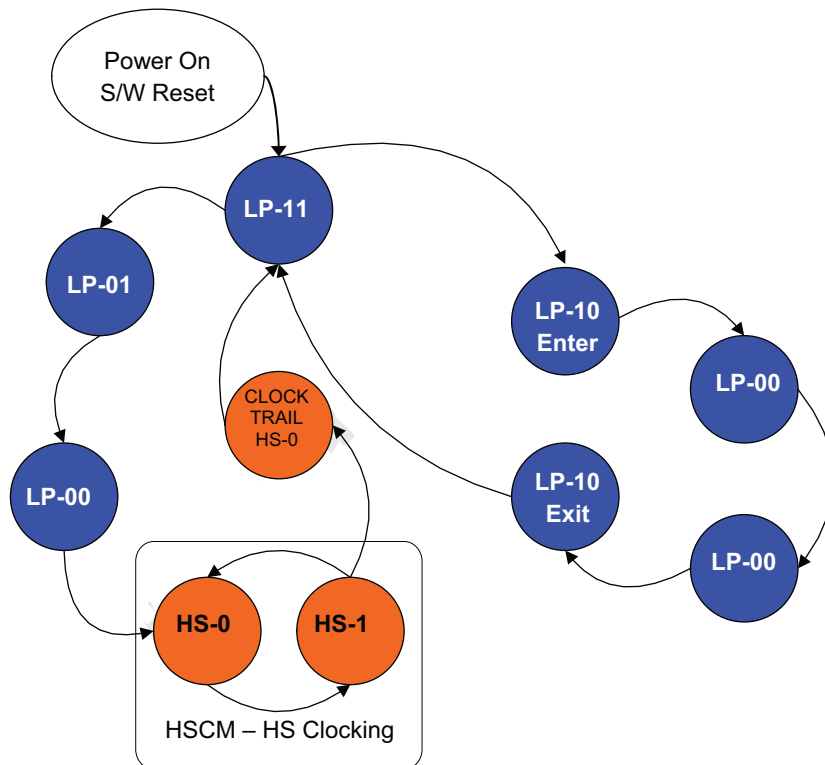 Power On
S/W Reset
LP-11
LP-01
LP-10
Enter
LP-00
CLOCK
TRAIL
HS-0
LP-00
LP-10
Exit
LP-00
HS-0
HS-1
HSCM – HS Clocking